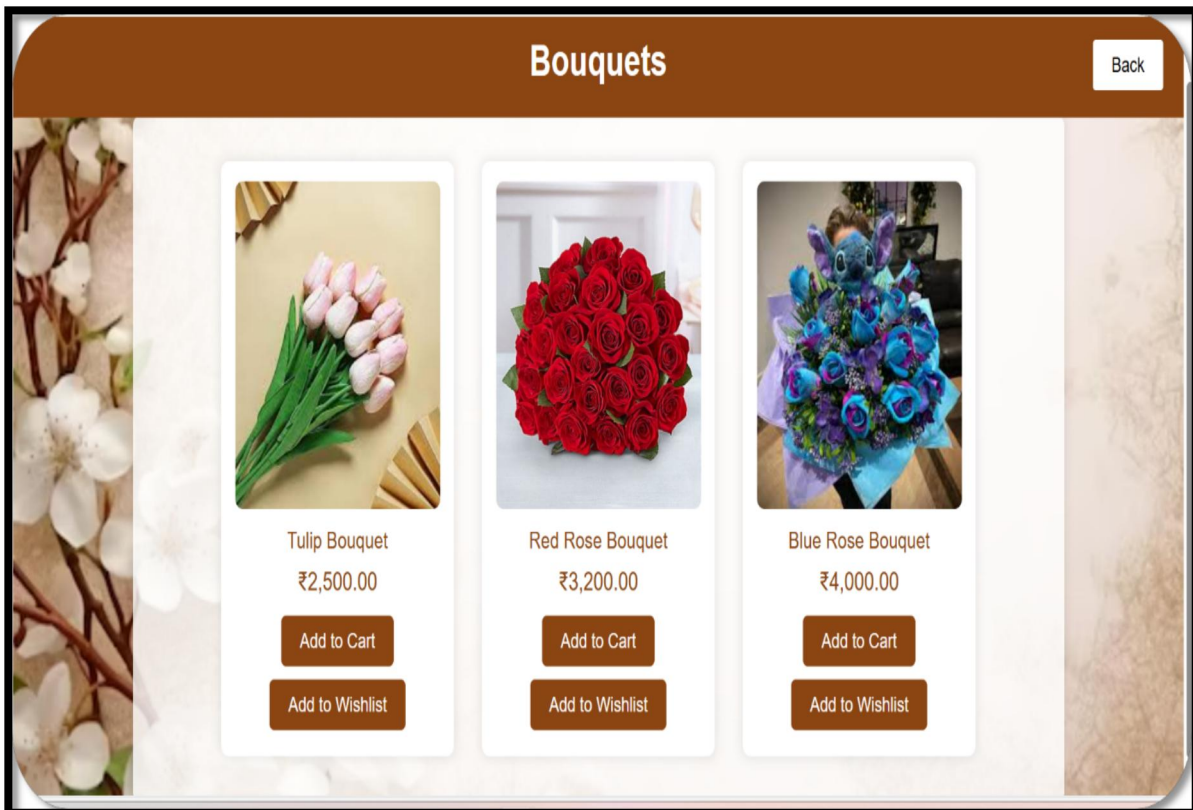 Bouquets
Back
Tulip Bouquet
₹2,500.00
Add to Cart
Add to Wishlist
Red Rose Bouquet
₹3,200.00
Add to Cart
Add to Wishlist
Blue Rose Bouquet
₹4,000.00
Add to Cart
Add to Wishlist